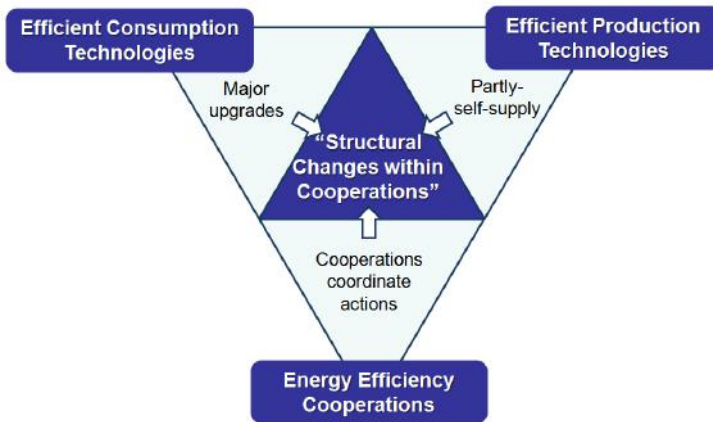 Efficient Consumption
Technologies
Efficient Production
Technologies
Major
upgrades
Partly-
self-supply
“Structural
Changes within
Cooperations”
Cooperations
coordinate
actions
Energy Efficiency
Cooperations